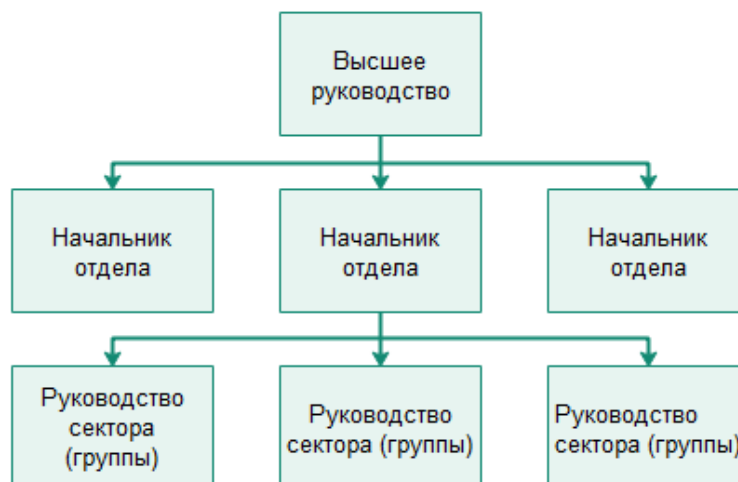 Высшее
руководство
Начальник
отдела
Начальник
отдела
Начальник
отдела
Руководство
сектора
(группы)
Руководство
сектора (группы)
Руководство
сектора (группы)